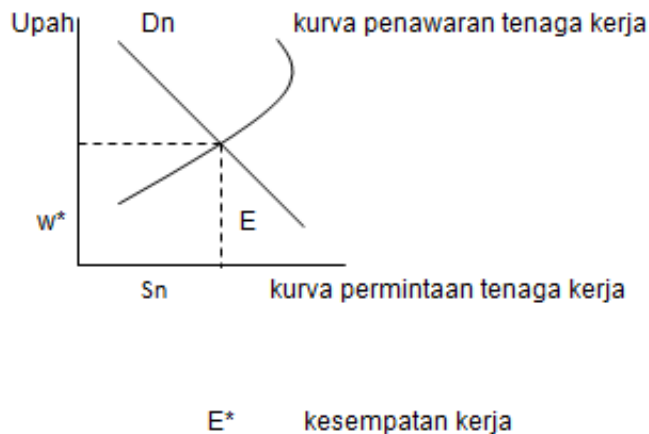 Upah Dn kurva penawaran tenaga kerja
w* E
Sn kurva permintaan tenaga kerja
E* kesempatan kerja